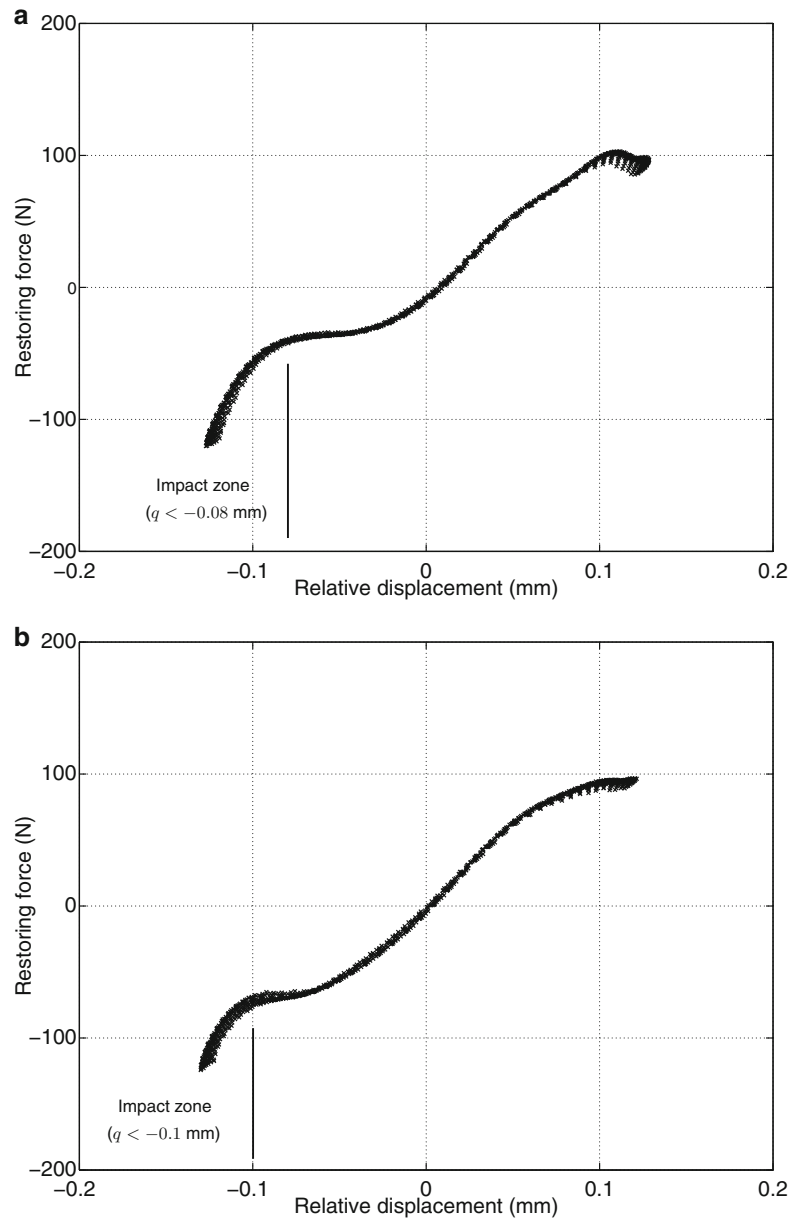 a
200
100
0
−100
−200
Restoring force (N)
Impact zone
(q < −0.08 mm)
−0.2
−0.1
0
0.1
0.2
Relative displacement (mm)
b
200
100
0
−100
−200
Restoring force (N)
Impact zone
(q < −0.1 mm)
−0.2
−0.1
0
0.1
0.2
Relative displacement (mm)